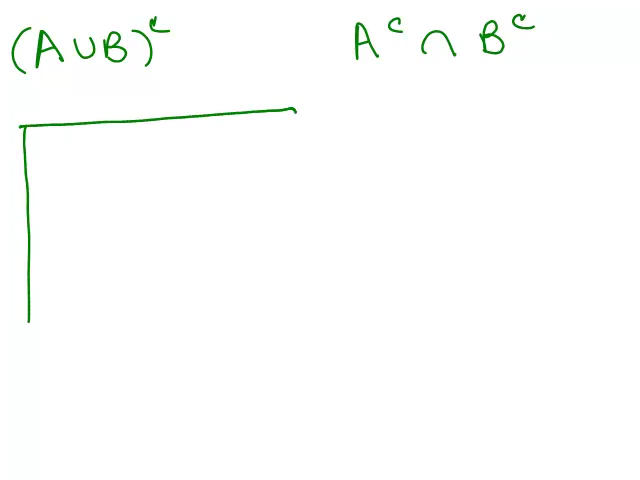 (A ∪ B)ᶜ Aᶜ ∩ Bᶜ